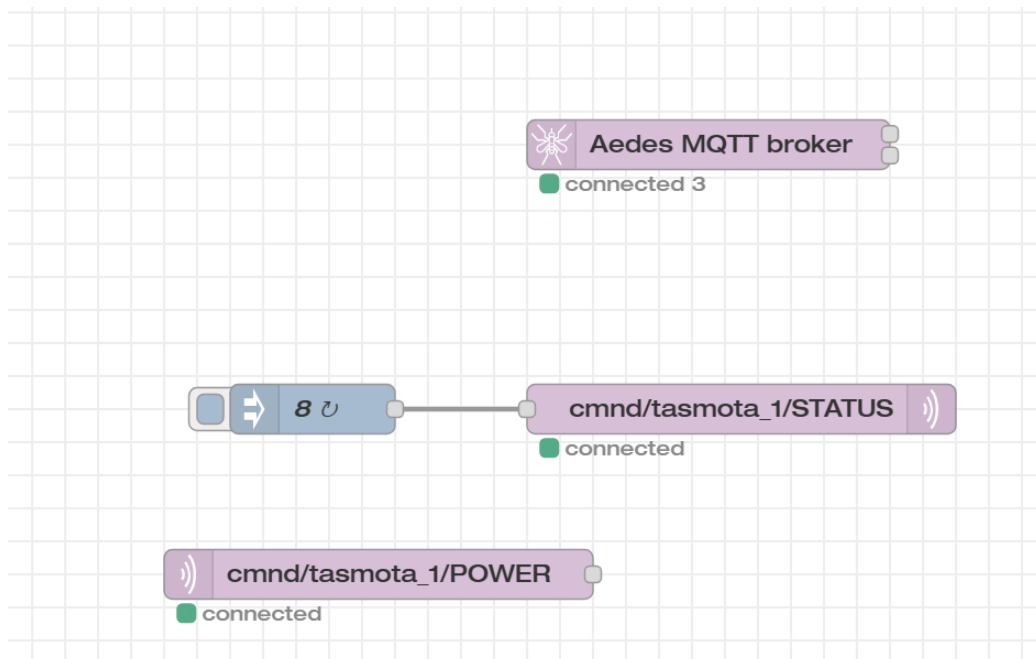 Aedes MQTT broker
connected 3
8 ↻
cmnd/tasmota_1/STATUS
connected
cmnd/tasmota_1/POWER
connected